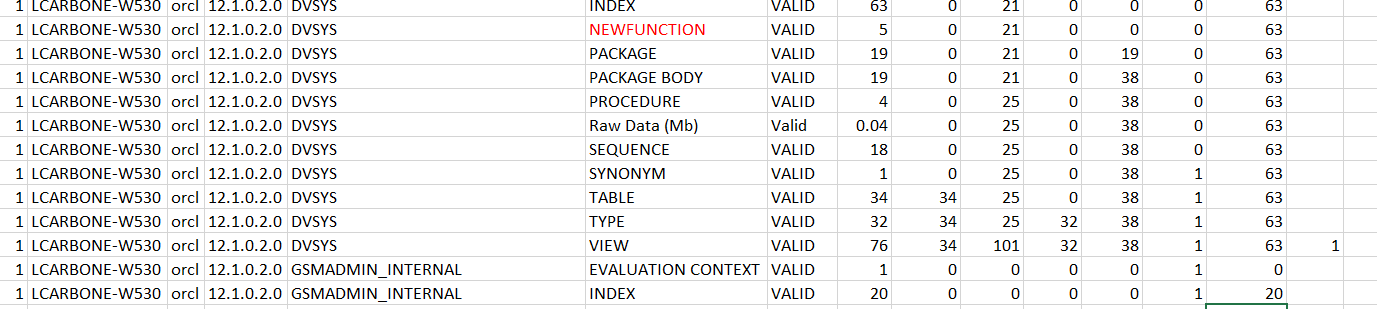 1 LCARBONE-W530 orcl 12.1.0.2.0 DVSYS INDEX VALID 63 0 21 0 0 0 63
1 LCARBONE-W530 orcl 12.1.0.2.0 DVSYS NEWFUNCTION VALID 5 0 21 0 0 0 63
1 LCARBONE-W530 orcl 12.1.0.2.0 DVSYS PACKAGE VALID 19 0 21 0 19 0 63
1 LCARBONE-W530 orcl 12.1.0.2.0 DVSYS PACKAGE BODY VALID 19 0 21 0 38 0 63
1 LCARBONE-W530 orcl 12.1.0.2.0 DVSYS PROCEDURE VALID 4 0 25 0 38 0 63
1 LCARBONE-W530 orcl 12.1.0.2.0 DVSYS Raw Data (Mb) Valid 0.04 0 25 0 38 0 63
1 LCARBONE-W530 orcl 12.1.0.2.0 DVSYS SEQUENCE VALID 18 0 25 0 38 0 63
1 LCARBONE-W530 orcl 12.1.0.2.0 DVSYS SYNONYM VALID 1 0 25 0 38 1 63
1 LCARBONE-W530 orcl 12.1.0.2.0 DVSYS TABLE VALID 34 34 25 0 38 1 63
1 LCARBONE-W530 orcl 12.1.0.2.0 DVSYS TYPE VALID 32 34 25 32 38 1 63
1 LCARBONE-W530 orcl 12.1.0.2.0 DVSYS VIEW VALID 76 34 101 32 38 1 63 1
1 LCARBONE-W530 orcl 12.1.0.2.0 GSMADMIN_INTERNAL EVALUATION CONTEXT VALID 1 0 0 0 0 1 0
1 LCARBONE-W530 orcl 12.1.0.2.0 GSMADMIN_INTERNAL INDEX VALID 20 0 0 0 0 1 20